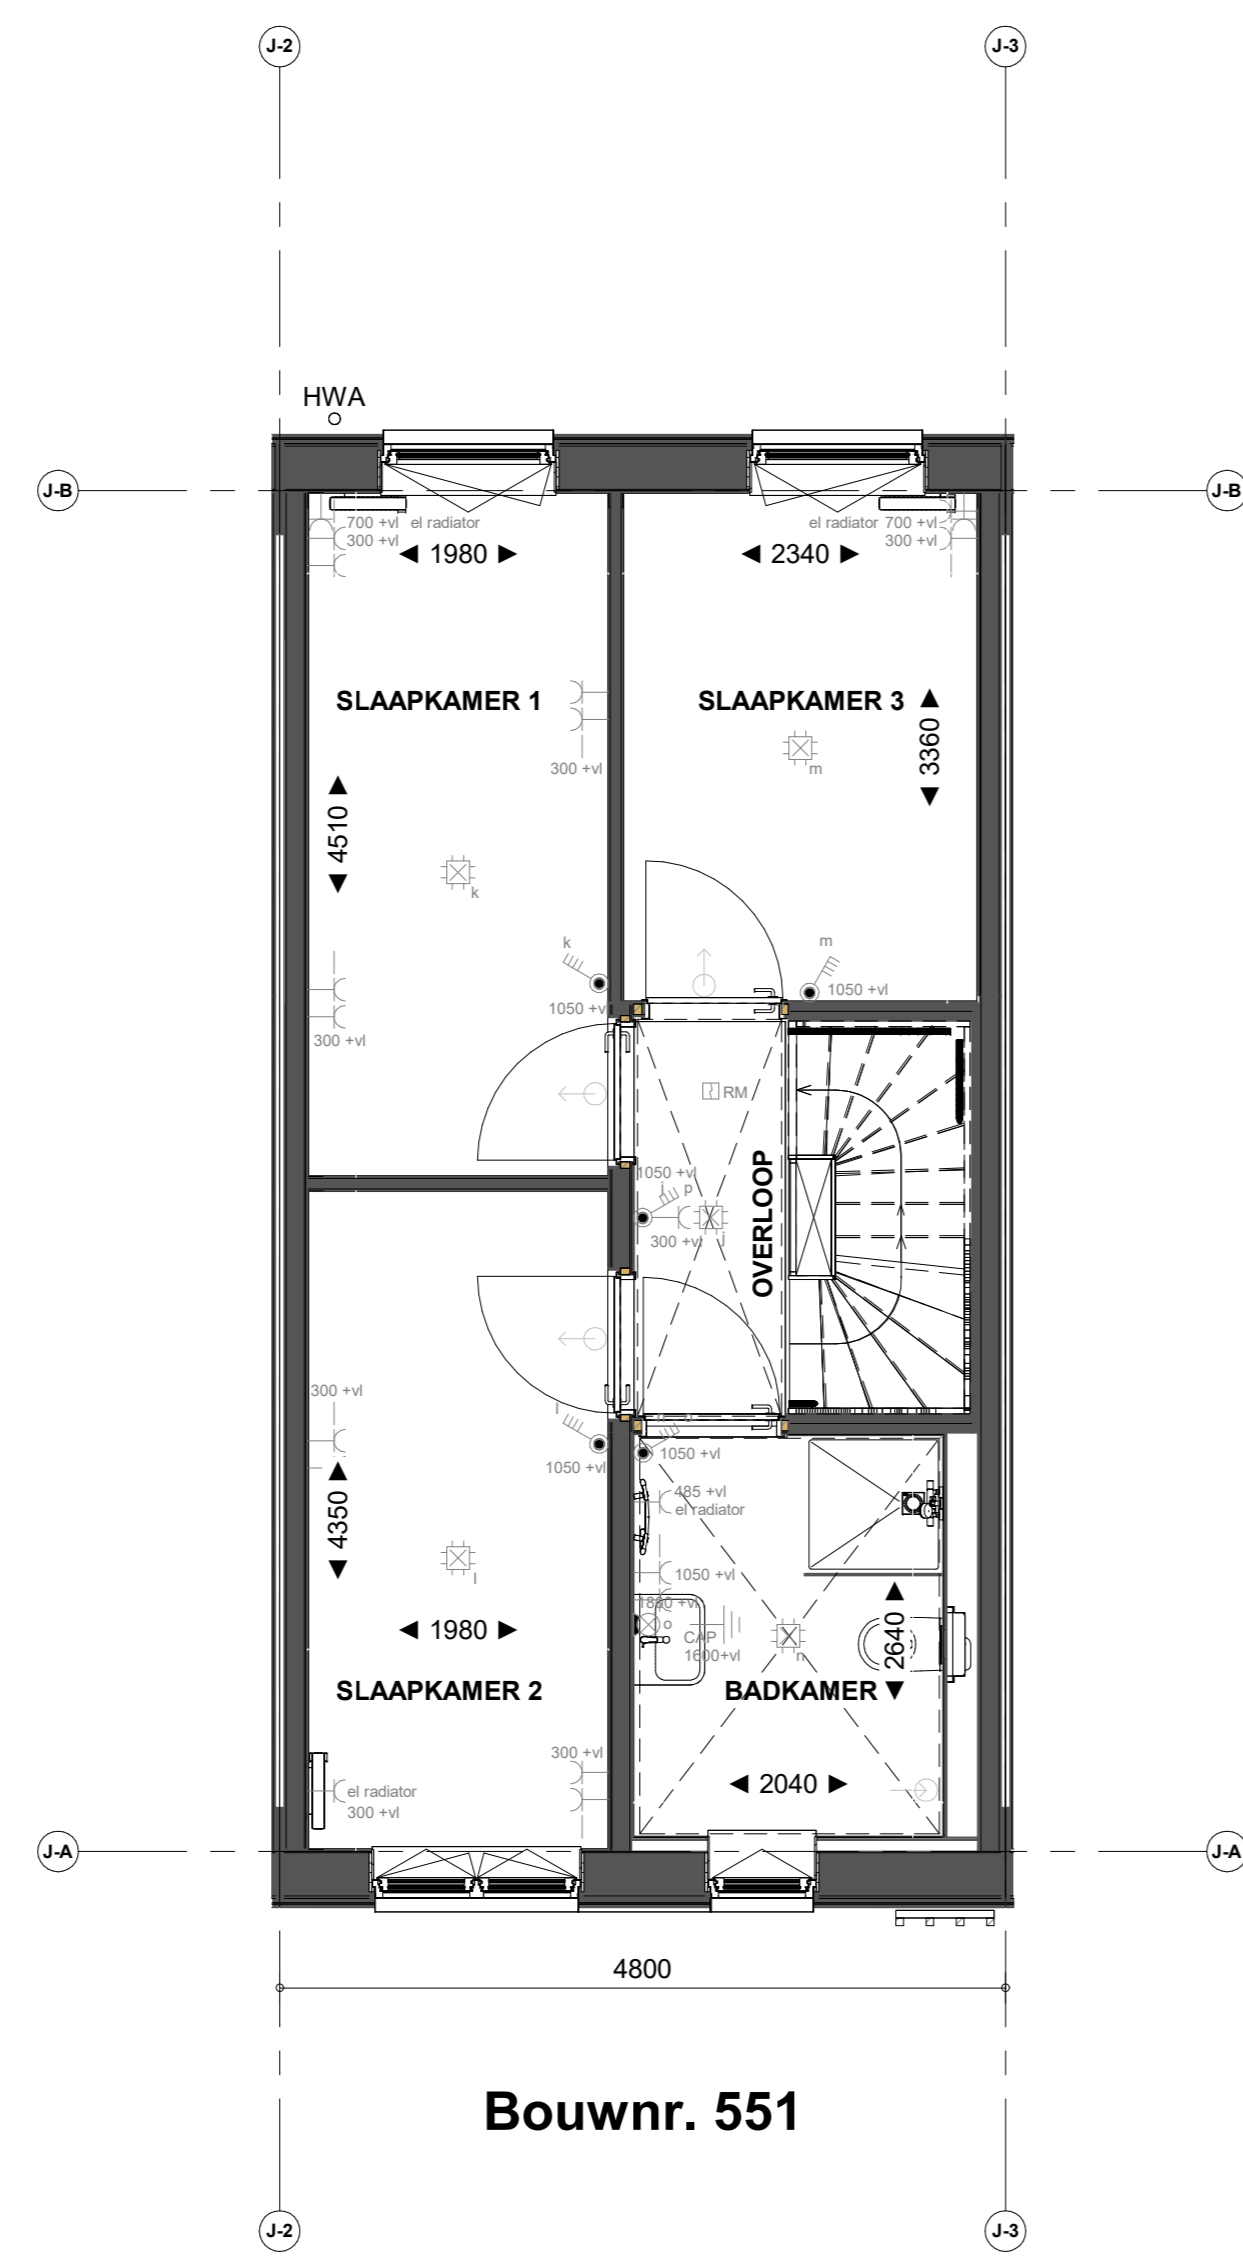 J-2
J-3
HWA
J-B
J-B
700 +vl el radiator
300 +vl
el radiator 700 +vl
300 +vl
1980
2340
SLAAPKAMER 1
SLAAPKAMER 3
3360
m
300 +vl
4510
k
k
m
1050 +vl
1050 +vl
300 +vl
RM
OVERLOOP
1050 +vl
p
300 +vl
j
300 +vl
l
1050 +vl
1050 +vl
4350
485 +vl
el radiator
l
1050 +vl
1980
o
CAP
1600+vl
n
2640
SLAAPKAMER 2
BADKAMER
300 +vl
2040
el radiator
300 +vl
J-A
J-A
4800
Bouwnr. 551
J-2
J-3